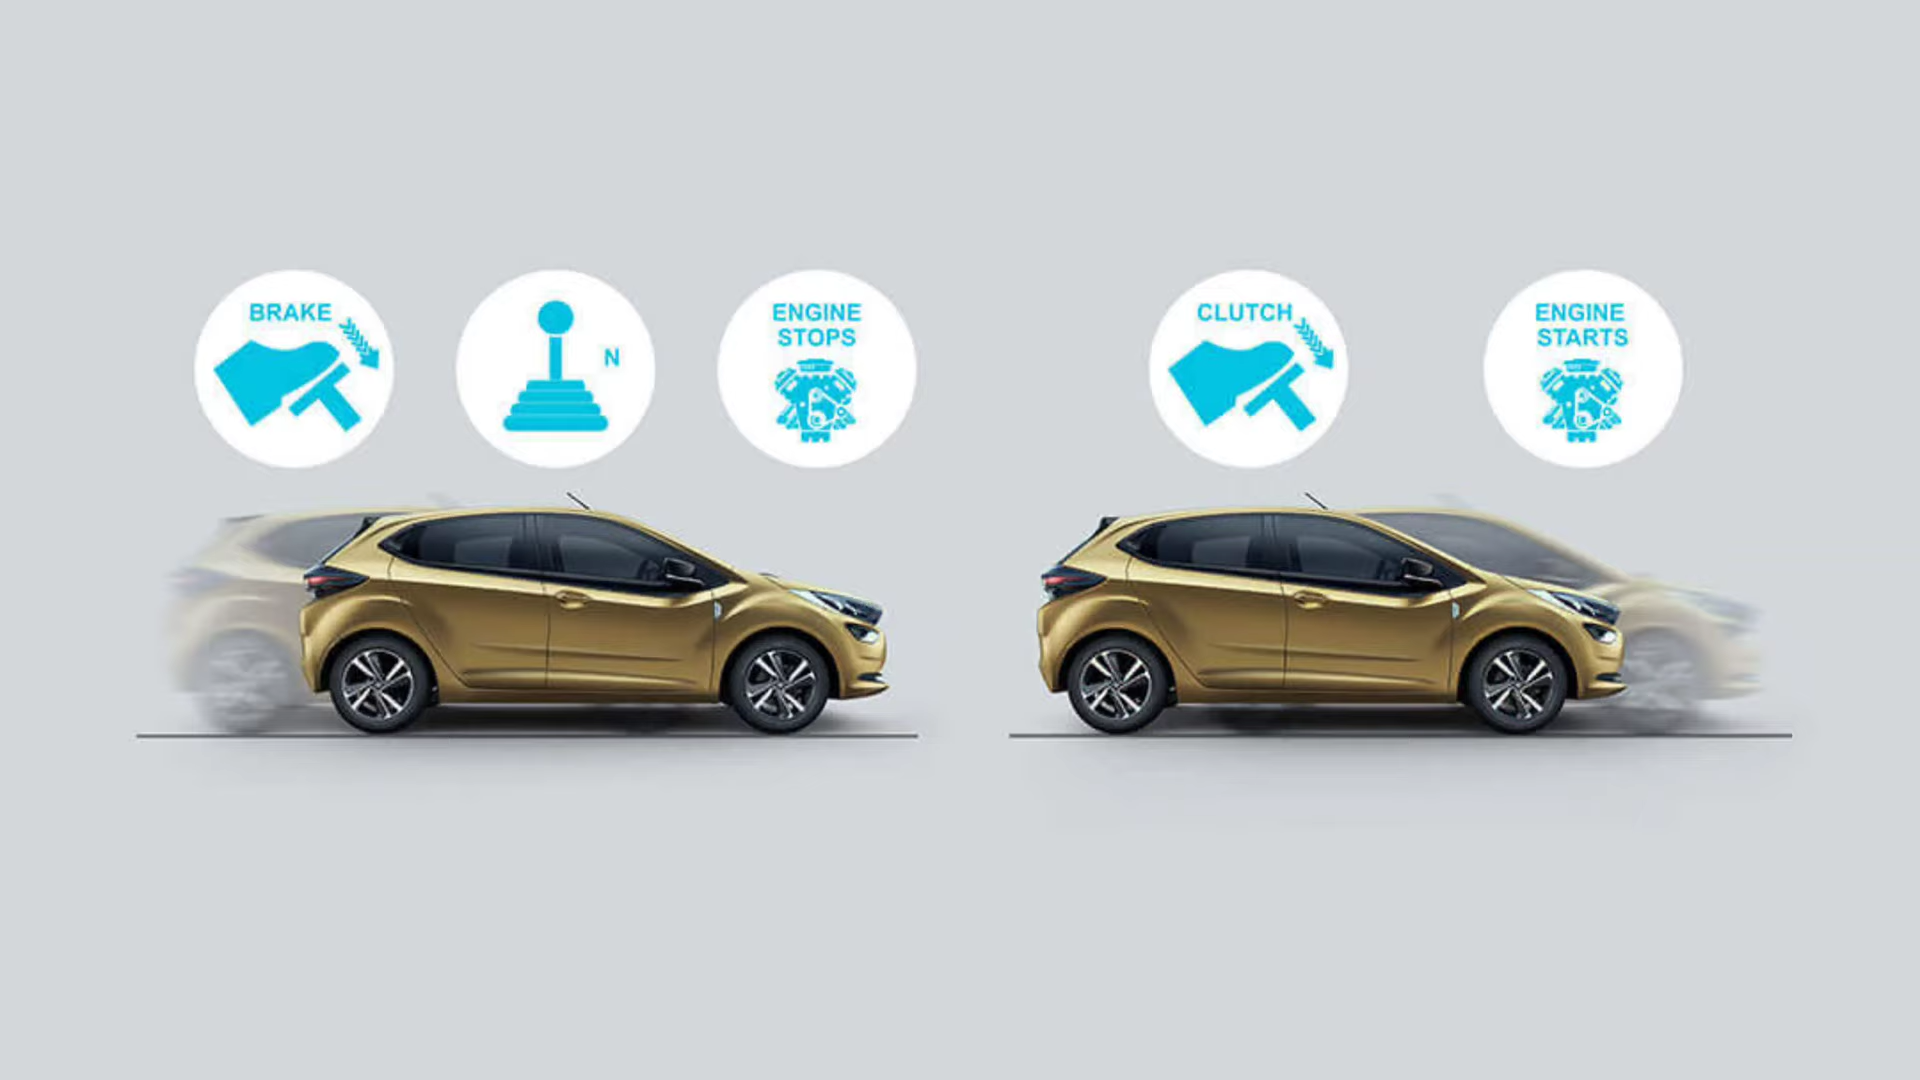 BRAKE
N
ENGINE
STOPS
CLUTCH
ENGINE
STARTS